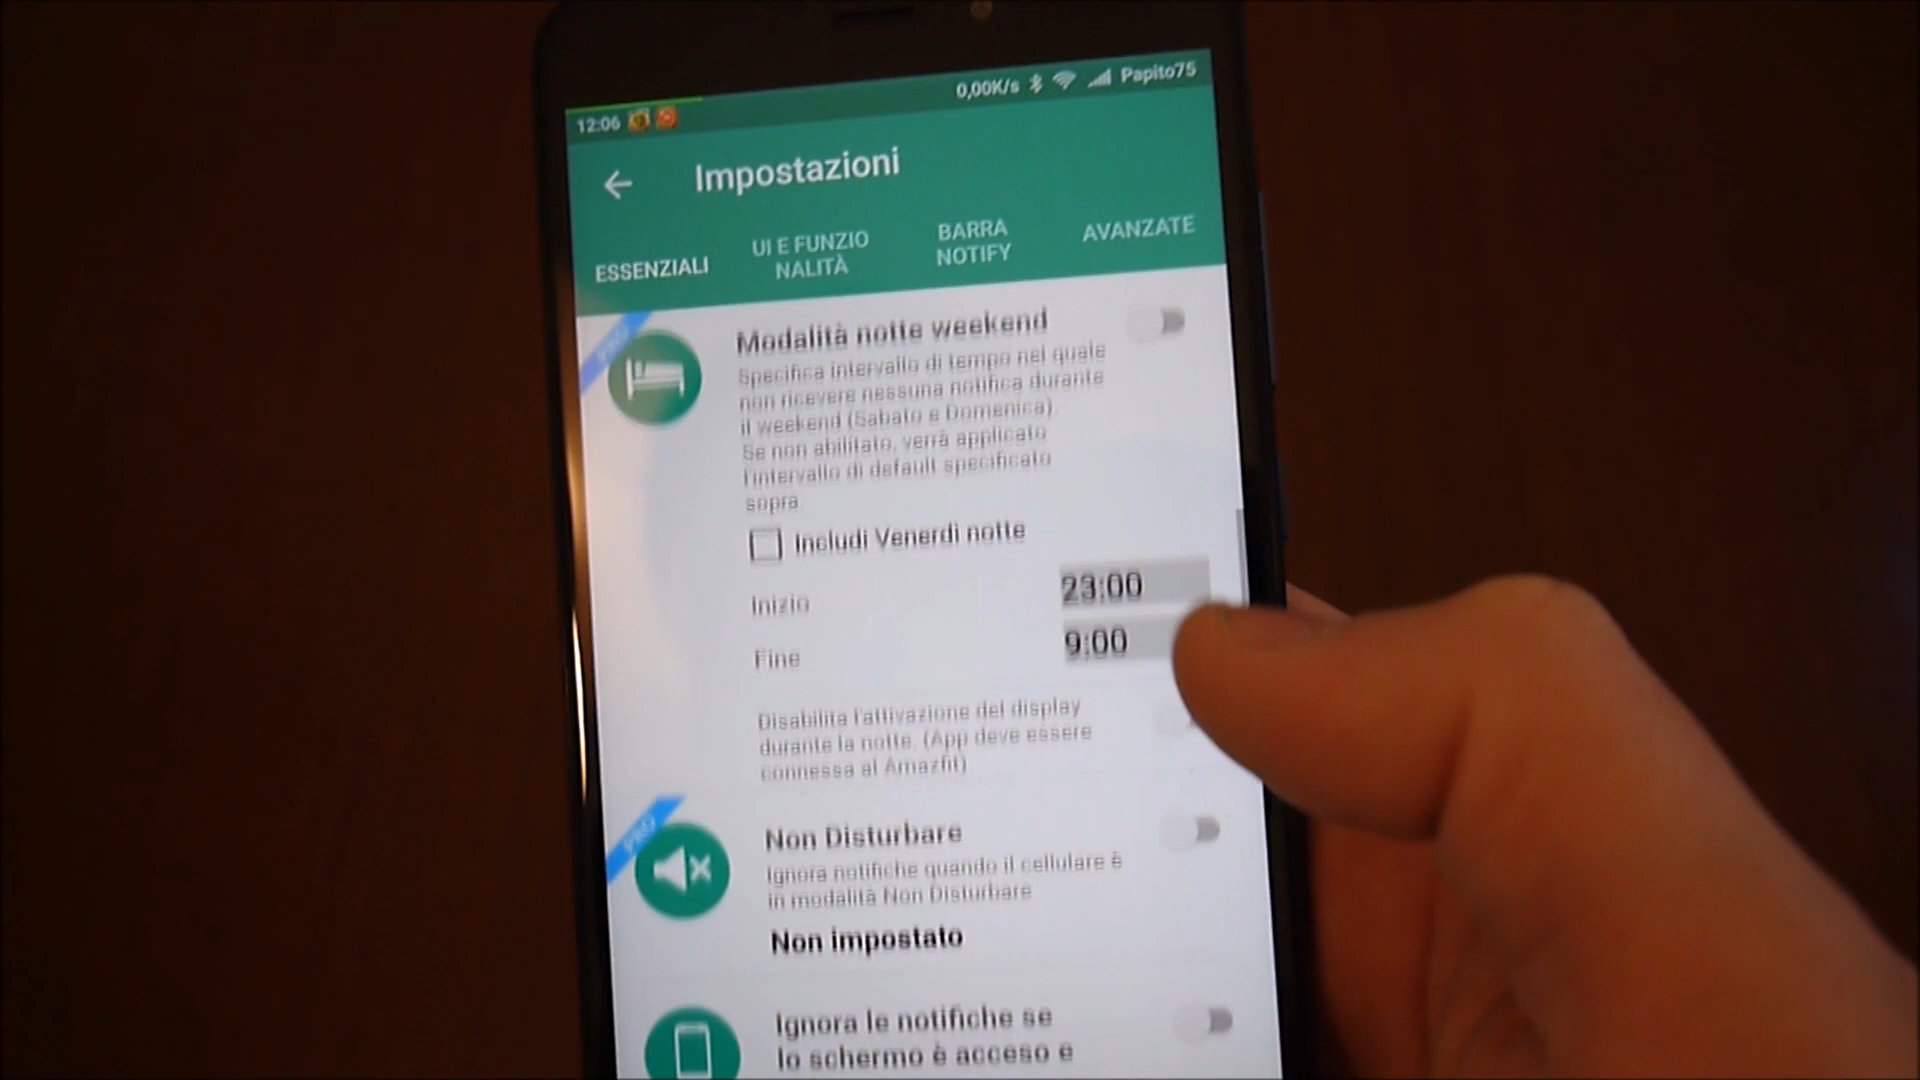 12:06
0,00K/s
Papito75
Impostazioni
ESSENZIALI
UI E FUNZIO
NALITÀ
BARRA
NOTIFY
AVANZATE
PRO
Modalità notte weekend
Specifica intervallo di tempo nel quale
non ricevere nessuna notifica durante
il weekend (Sabato e Domenica).
Se non abilitato, verrà applicato
l'intervallo di default specificato
sopra.
Includi Venerdì notte
Inizio
23:00
Fine
9:00
Disabilita l'attivazione del display
durante la notte. (App deve essere
connessa al Amazfit)
PRO
Non Disturbare
Ignora notifiche quando il cellulare è
in modalità Non Disturbare
Non impostato
Ignora le notifiche se
lo schermo è acceso e